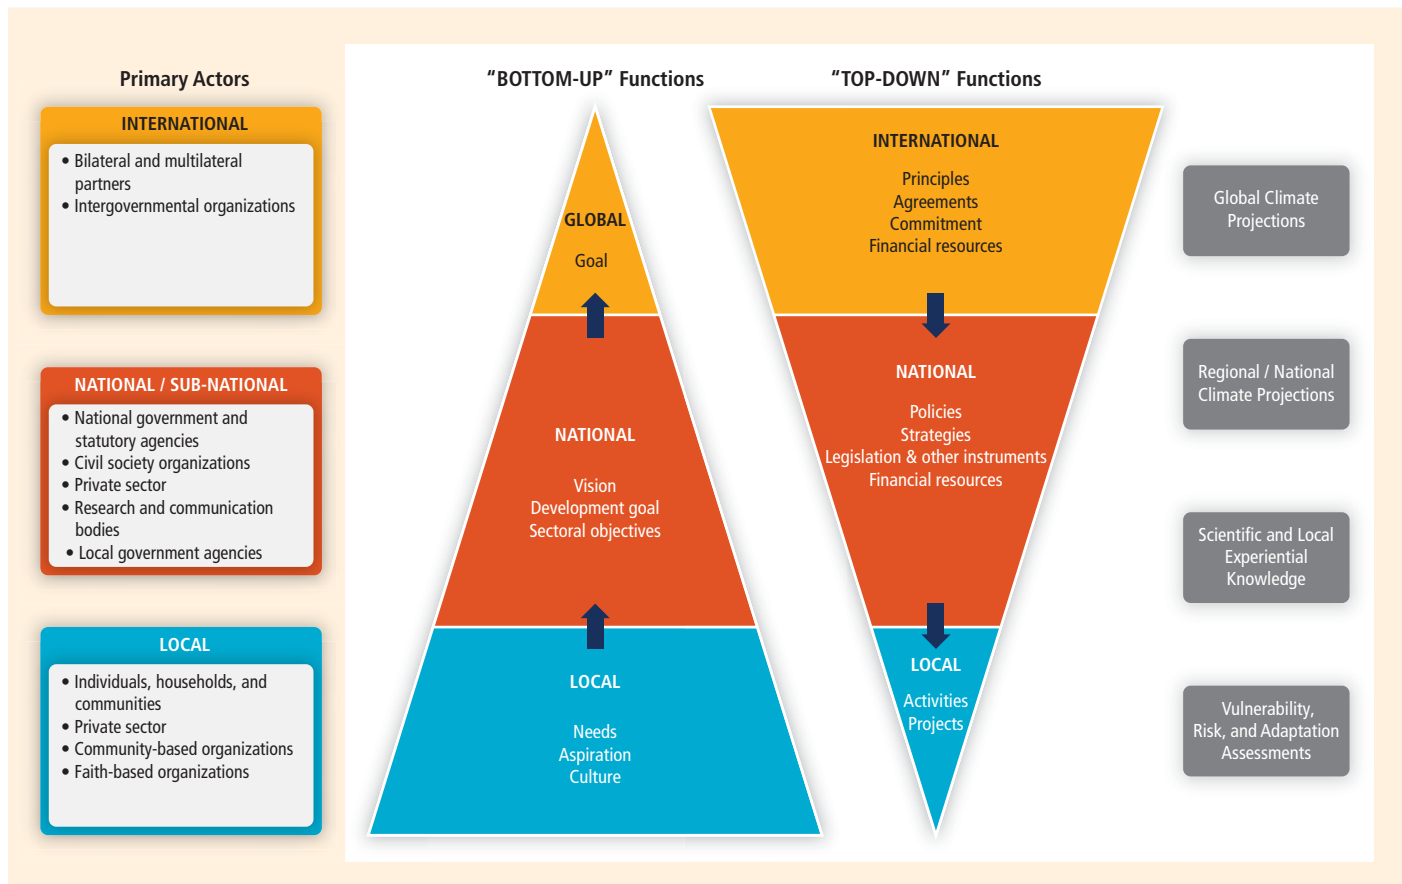 Primary Actors
INTERNATIONAL
• Bilateral and multilateral
partners
• Intergovernmental organizations
NATIONAL / SUB-NATIONAL
• National government and
statutory agencies
• Civil society organizations
• Private sector
• Research and communication
bodies
• Local government agencies
LOCAL
• Individuals, households, and
communities
• Private sector
• Community-based organizations
• Faith-based organizations
“BOTTOM-UP” Functions
GLOBAL
Goal
NATIONAL
Vision
Development goal
Sectoral objectives
LOCAL
Needs
Aspiration
Culture
“TOP-DOWN” Functions
INTERNATIONAL
Principles
Agreements
Commitment
Financial resources
NATIONAL
Policies
Strategies
Legislation & other instruments
Financial resources
LOCAL
Activities
Projects
Global Climate
Projections
Regional / National
Climate Projections
Scientific and Local
Experiential
Knowledge
Vulnerability,
Risk, and Adaptation
Assessments